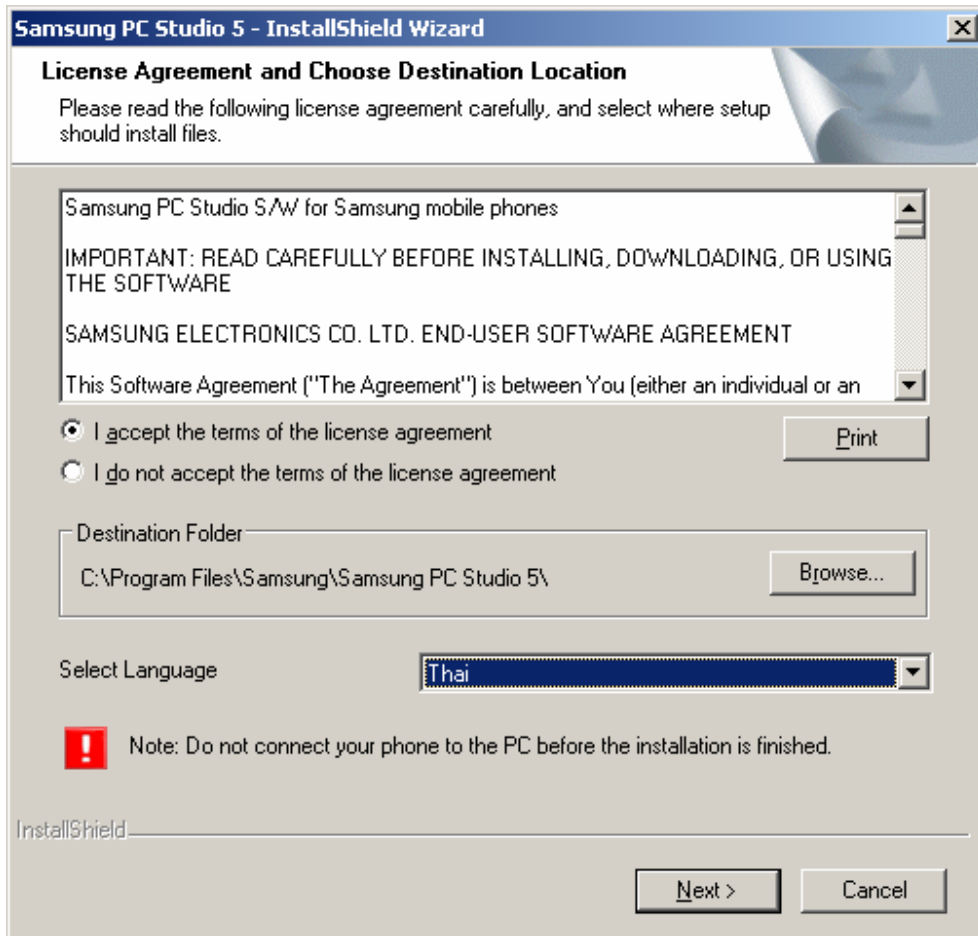 Samsung PC Studio 5 - InstallShield Wizard
License Agreement and Choose Destination Location
Please read the following license agreement carefully, and select where setup
should install files.
Samsung PC Studio S/W for Samsung mobile phones
IMPORTANT: READ CAREFULLY BEFORE INSTALLING, DOWNLOADING, OR USING
THE SOFTWARE
SAMSUNG ELECTRONICS CO. LTD. END-USER SOFTWARE AGREEMENT
This Software Agreement ("The Agreement") is between You (either an individual or an
I accept the terms of the license agreement
Print
I do not accept the terms of the license agreement
Destination Folder
C:\Program Files\Samsung\Samsung PC Studio 5\
Browse...
Select Language
Thai
Note: Do not connect your phone to the PC before the installation is finished.
InstallShield
Next >
Cancel